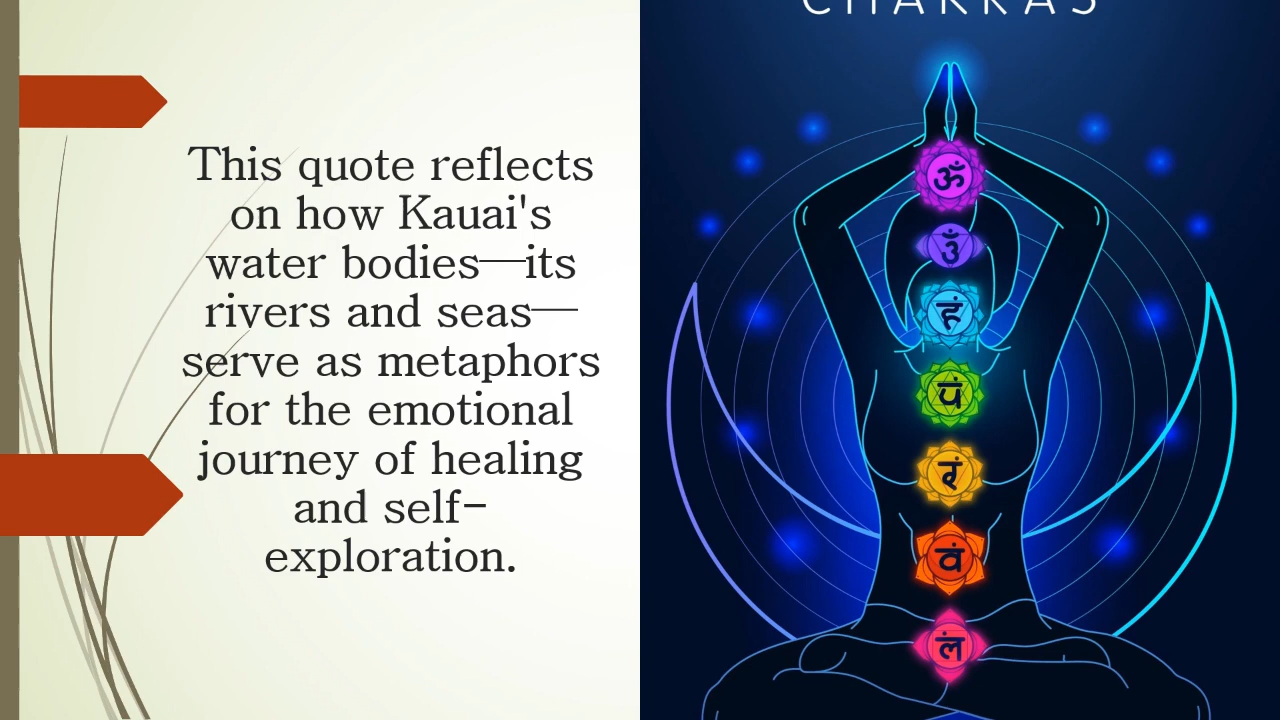 This quote reflects
on how Kauai's
water bodies—its
rivers and seas—
serve as metaphors
for the emotional
journey of healing
and self-
exploration.
CHAKRAS
ॐ
ॐ
हं
यं
रं
वं
लं